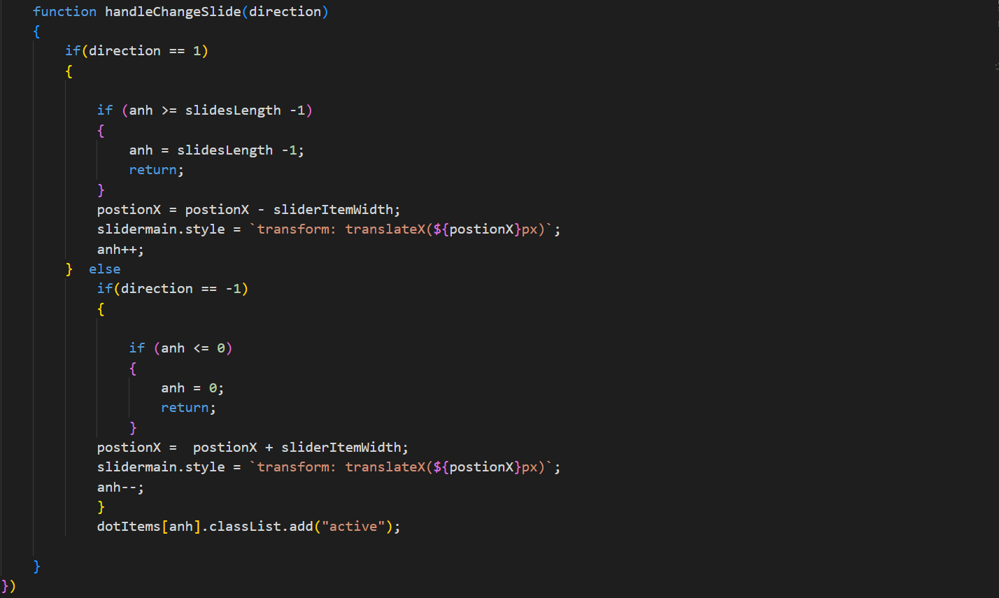 function handleChangeSlide(direction)
{
if(direction == 1)
{
if (anh >= slidesLength -1)
{
anh = slidesLength -1;
return;
}
postionX = postionX - sliderItemWidth;
slidermain.style = `transform: translateX(${postionX}px)`;
anh++;
}  else
if(direction == -1)
{
if (anh <= 0)
{
anh = 0;
return;
}
postionX =  postionX + sliderItemWidth;
slidermain.style = `transform: translateX(${postionX}px)`;
anh--;
}
dotItems[anh].classList.add("active");
}
})